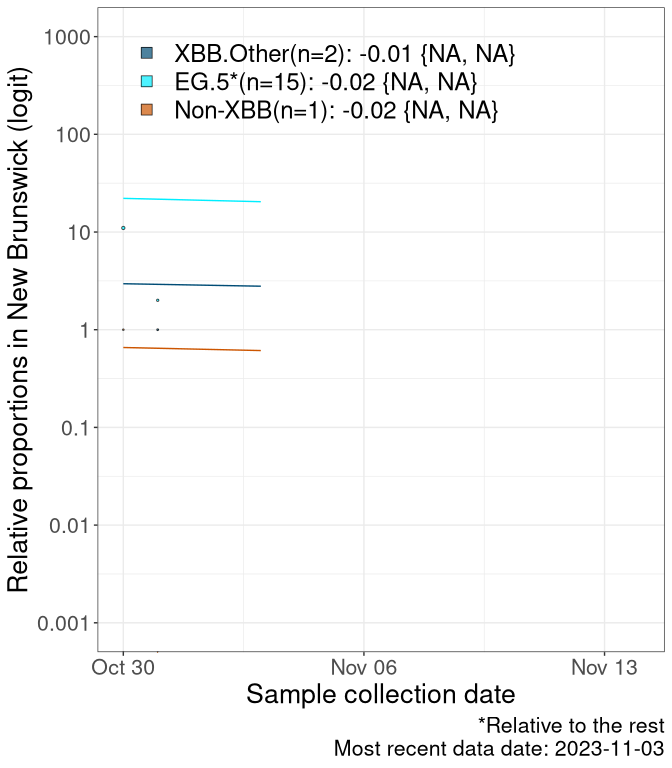 XBB.Other(n=2): -0.01 {NA, NA}
EG.5*(n=15): -0.02 {NA, NA}
Non-XBB(n=1): -0.02 {NA, NA}
Relative proportions in New Brunswick (logit)
1000
100
10
1
0.1
0.01
0.001
Oct 30
Nov 06
Nov 13
Sample collection date
*Relative to the rest
Most recent data date: 2023-11-03